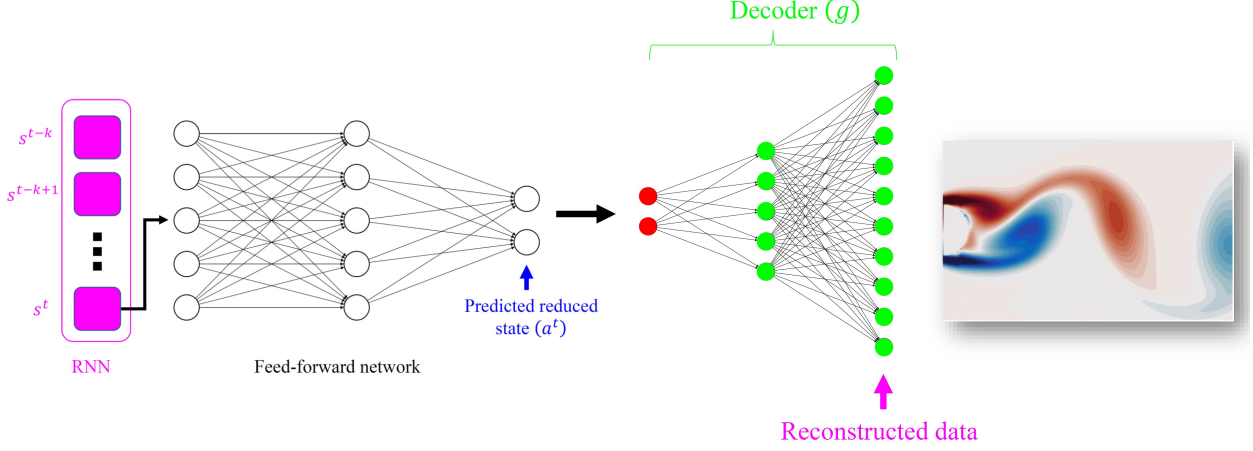 Decoder (g)
s^{t-k}
s^{t-k+1}
s^t
RNN
Feed-forward network
Predicted reduced
state (a^t)
Reconstructed data